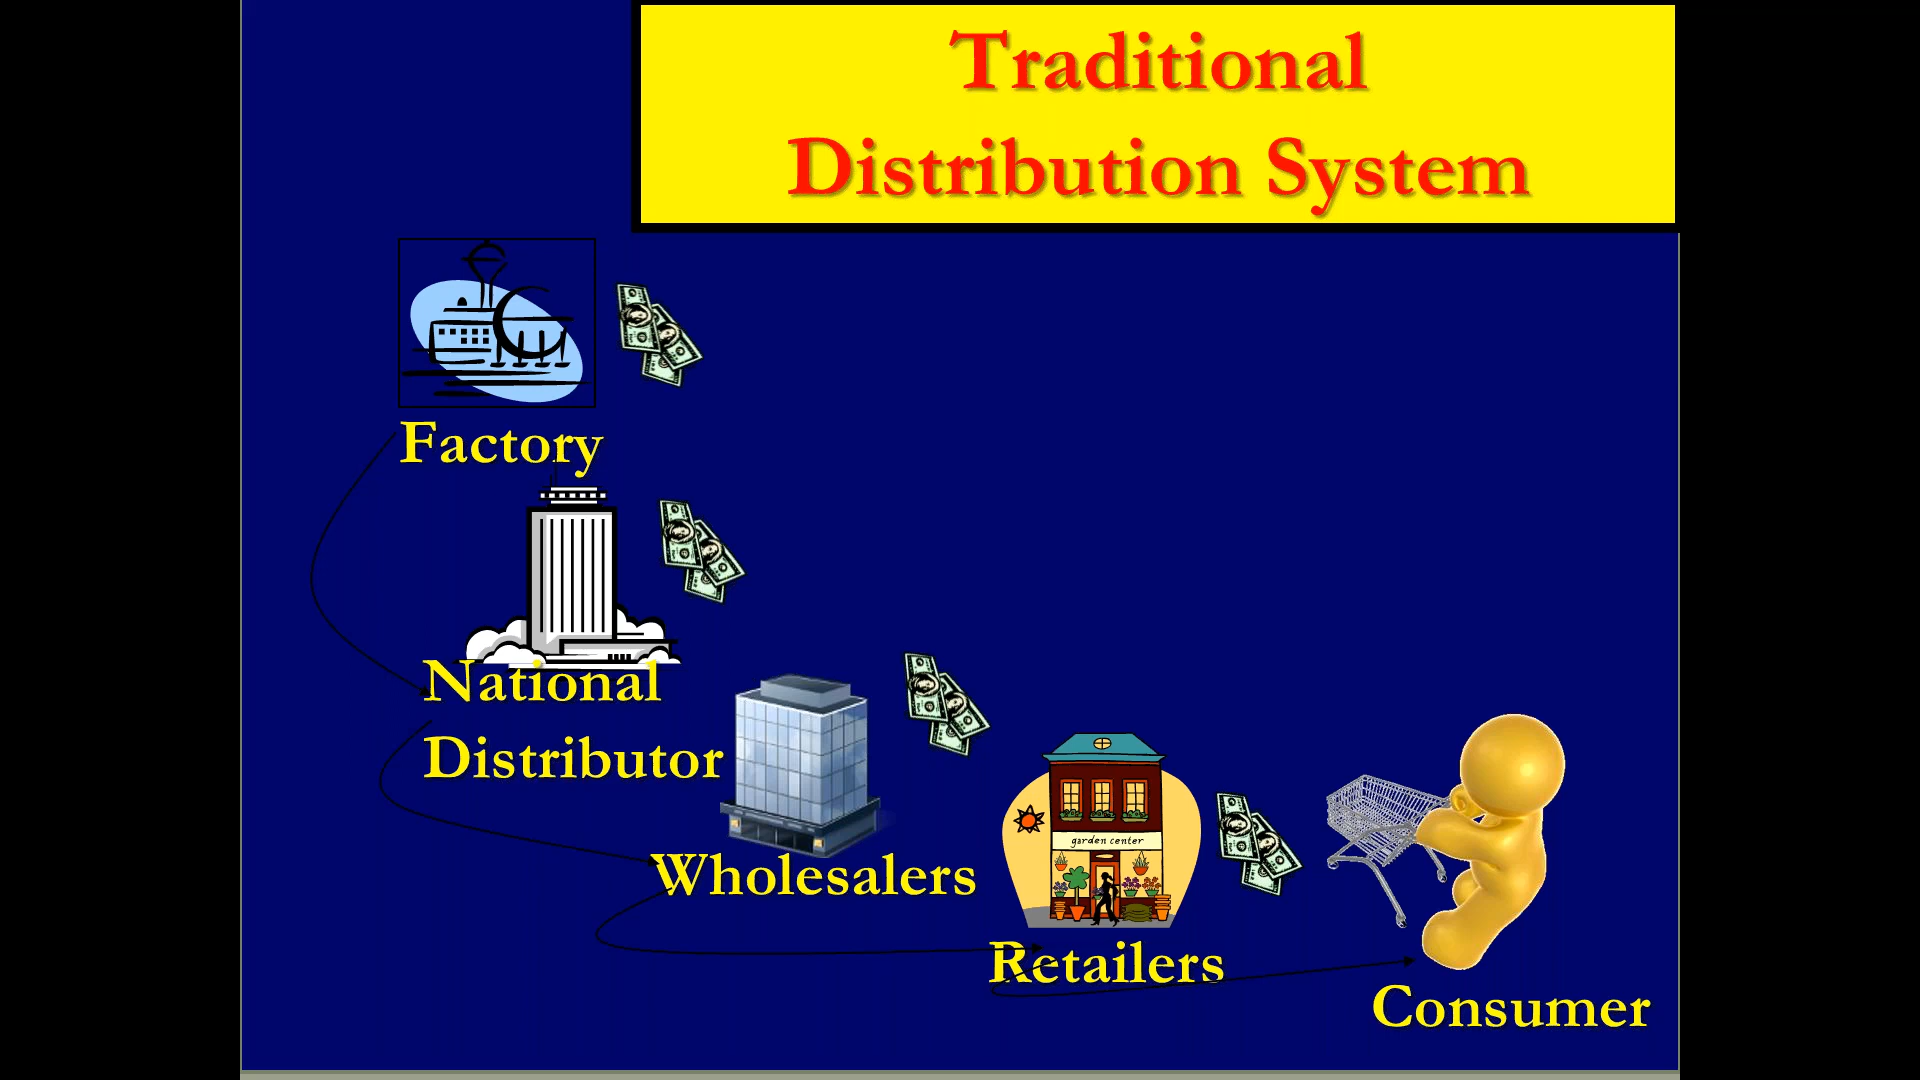 Traditional
Distribution System
Factory
National
Distributor
Wholesalers
garden center
Retailers
Consumer